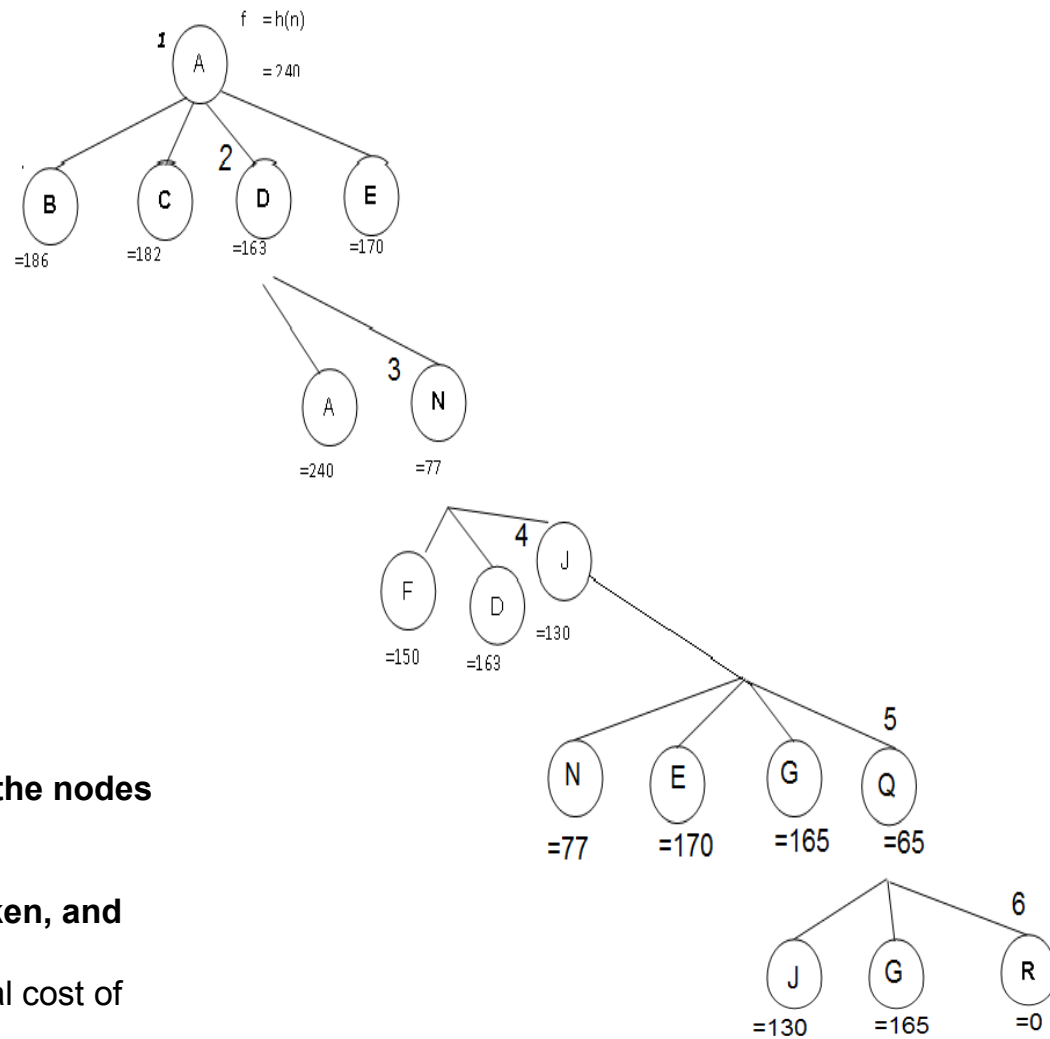 f = h(n)
1
A
= 240
2
B
C
D
E
=186
=182
=163
=170
3
A
N
=240
=77
4
J
F
D
=130
=150
=163
5
N
E
G
Q
=77
=170
=165
=65
the nodes
6
ken, and
J
G
R
al cost of
=130
=165
=0